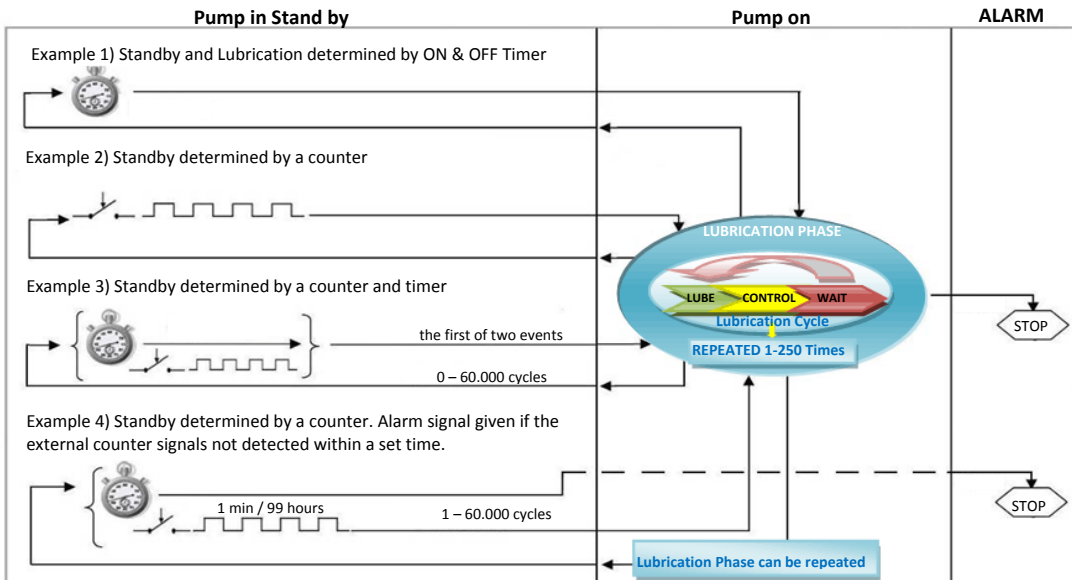 Pump in Stand by
Pump on
ALARM
Example 1) Standby and Lubrication determined by ON & OFF Timer
Example 2) Standby determined by a counter
LUBRICATION PHASE
LUBE
CONTROL
WAIT
Lubrication Cycle
REPEATED 1-250 Times
STOP
Example 3) Standby determined by a counter and timer
the first of two events
0 – 60.000 cycles
Example 4) Standby determined by a counter. Alarm signal given if the
external counter signals not detected within a set time.
1 min / 99 hours
1 – 60.000 cycles
STOP
Lubrication Phase can be repeated